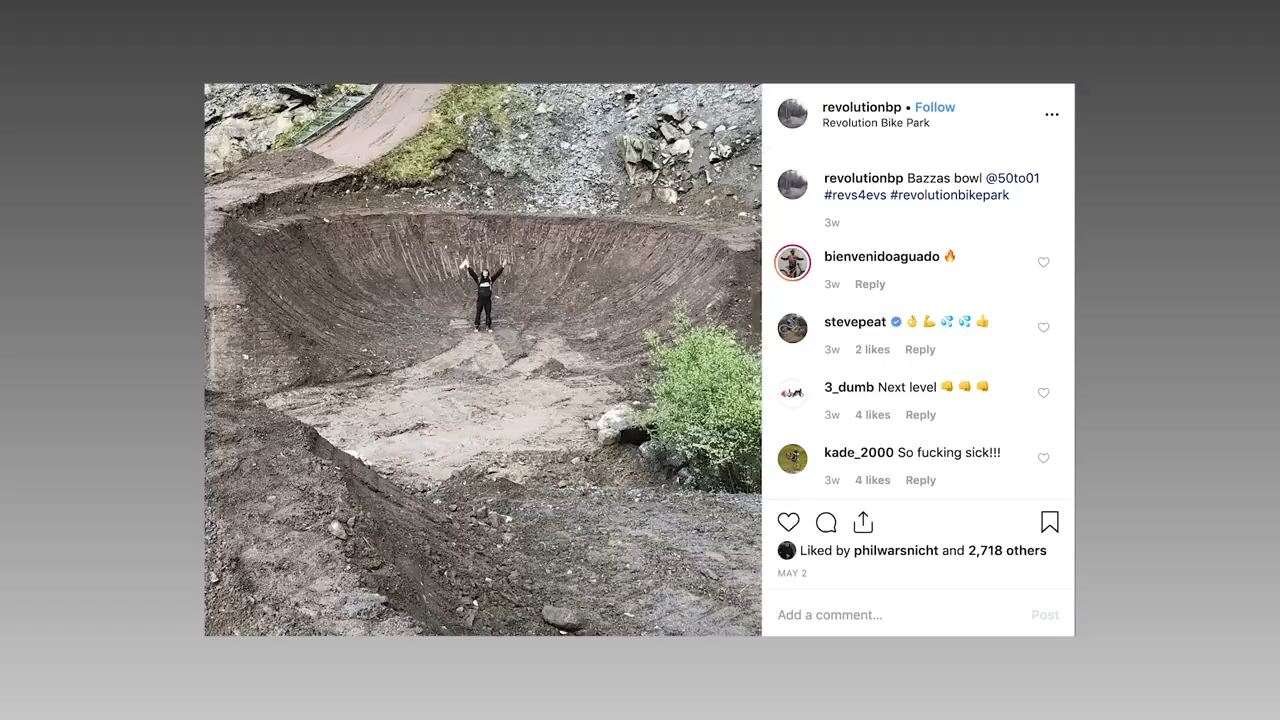 revolutionbp • Follow
Revolution Bike Park
revolutionbp Bazzas bowl @50to01
#revs4evs #revolutionbikepark
3w
bienvenidoaguado 🔥
3w Reply
stevepeat 👌 💪 💦 💦 👍
3w 2 likes Reply
3_dumb Next level 👊 👊 👊
3w 4 likes Reply
kade_2000 So fucking sick!!!
3w 4 likes Reply
Liked by philwarsnicht and 2,718 others
MAY 2
Add a comment... Post